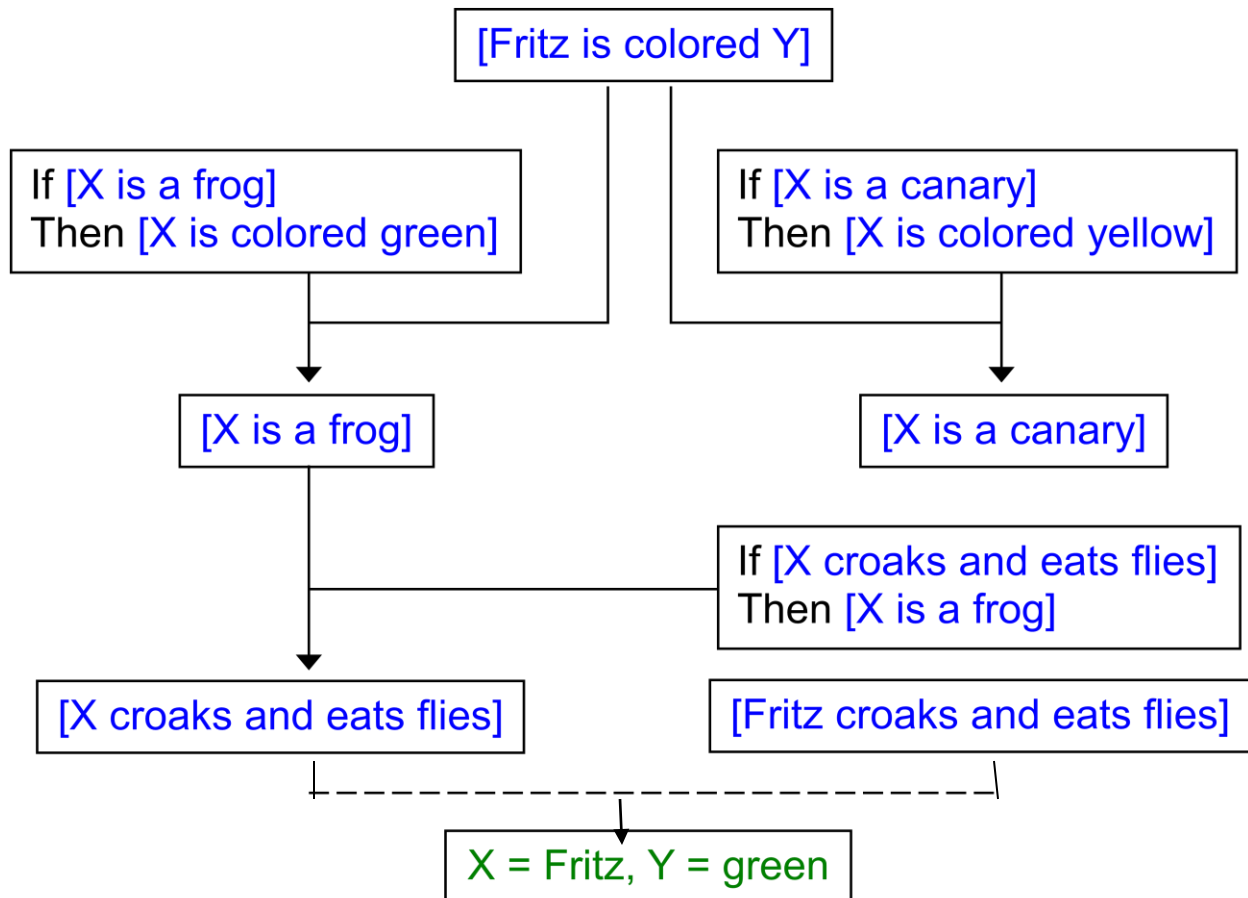 [Fritz is colored Y]
If [X is a frog]
Then [X is colored green]
If [X is a canary]
Then [X is colored yellow]
[X is a frog]
[X is a canary]
If [X croaks and eats flies]
Then [X is a frog]
[X croaks and eats flies]
[Fritz croaks and eats flies]
X = Fritz, Y = green